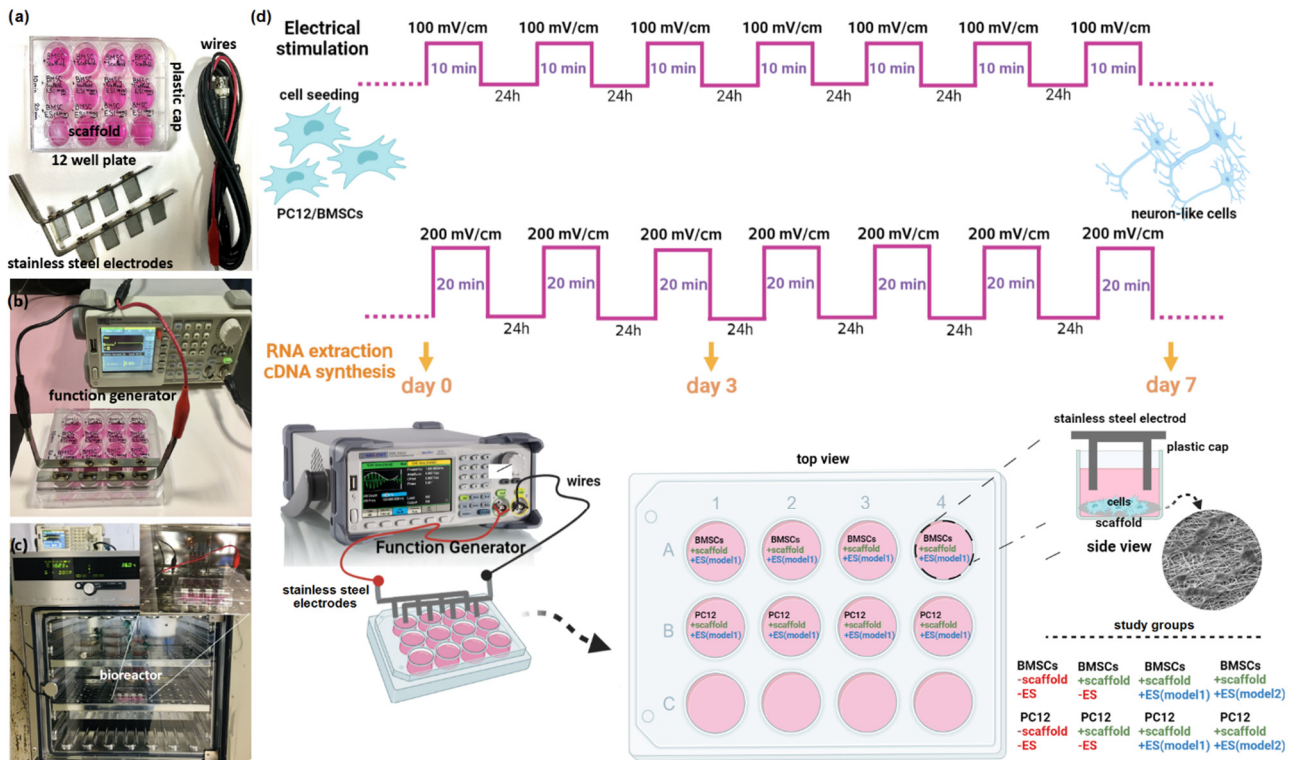 (a)
wires
plastic cap
scaffold
12 well plate
stainless steel electrodes
(b)
function generator
(c)
bioreactor
(d)
Electrical
stimulation
100 mV/cm 100 mV/cm 100 mV/cm 100 mV/cm 100 mV/cm 100 mV/cm 100 mV/cm
10 min 10 min 10 min 10 min 10 min 10 min 10 min
24h 24h 24h 24h 24h 24h
cell seeding
PC12/BMSCs
neuron-like cells
200 mV/cm 200 mV/cm 200 mV/cm 200 mV/cm 200 mV/cm 200 mV/cm 200 mV/cm
20 min 20 min 20 min 20 min 20 min 20 min 20 min
24h 24h 24h 24h 24h 24h
RNA extraction
cDNA synthesis
day 0 day 3 day 7
Function Generator
wires
stainless steel
electrodes
top view
1 2 3 4
A
BMSCs BMSCs BMSCs BMSCs
+scaffold +scaffold +scaffold +scaffold
+ES(model1) +ES(model1) +ES(model1) +ES(model1)
B
PC12 PC12 PC12 PC12
+scaffold +scaffold +scaffold +scaffold
+ES(model1) +ES(model1) +ES(model1) +ES(model1)
C
stainless steel electrod
plastic cap
cells
scaffold
side view
study groups
BMSCs BMSCs BMSCs BMSCs
-scaffold +scaffold +scaffold +scaffold
-ES -ES +ES(model1) +ES(model2)
PC12 PC12 PC12 PC12
-scaffold +scaffold +scaffold +scaffold
-ES -ES +ES(model1) +ES(model2)